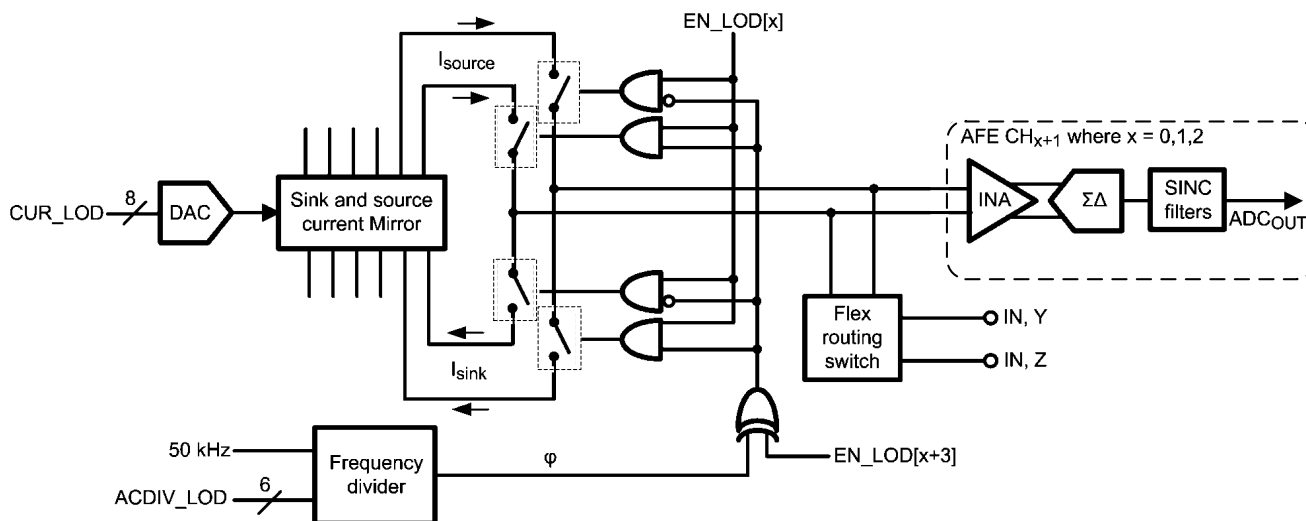 EN_LOD[x]
Isource
AFE CHx+1 where x = 0,1,2
CUR_LOD
8
DAC
Sink and source
current Mirror
INA
ΣΔ
SINC
filters
ADCOUT
Flex
routing
switch
IN, Y
IN, Z
Isink
50 kHz
Frequency
divider
φ
EN_LOD[x+3]
ACDIV_LOD
6